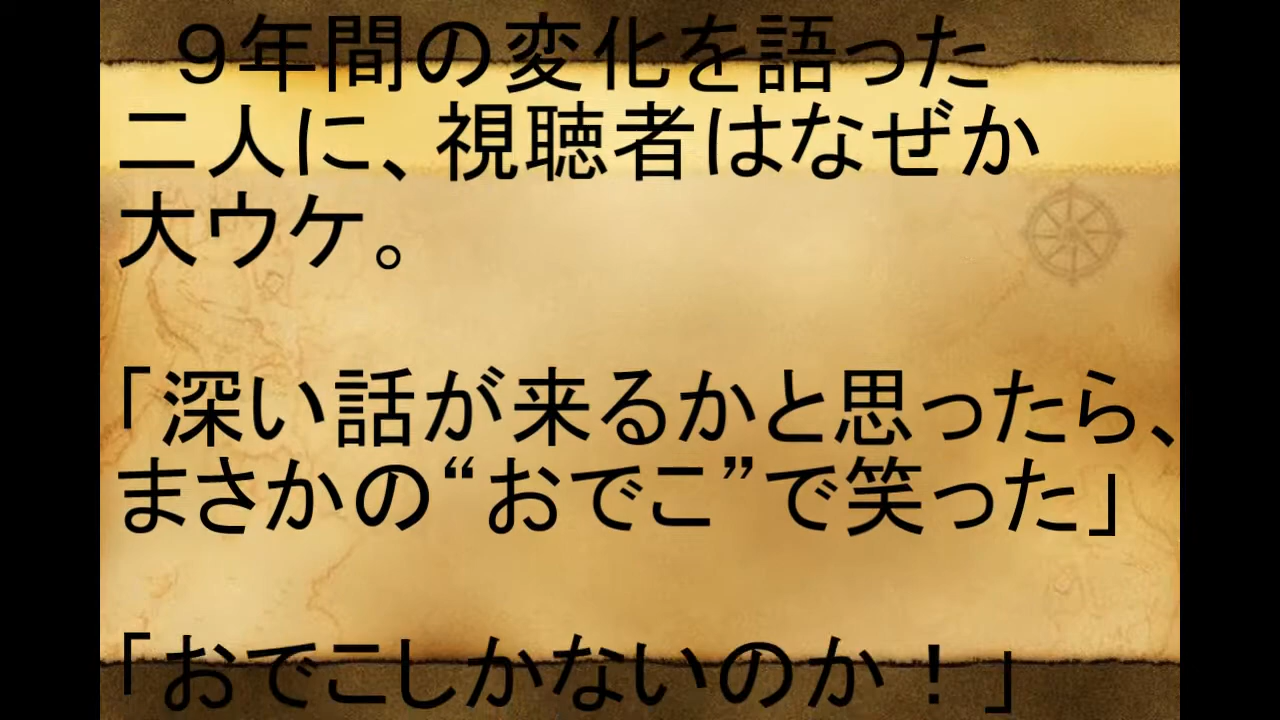 ９年間の変化を語った
二人に、視聴者はなぜか
大ウケ。
「深い話が来るかと思ったら、
まさかの“おでこ”で笑った」
「おでこしかないのか！」